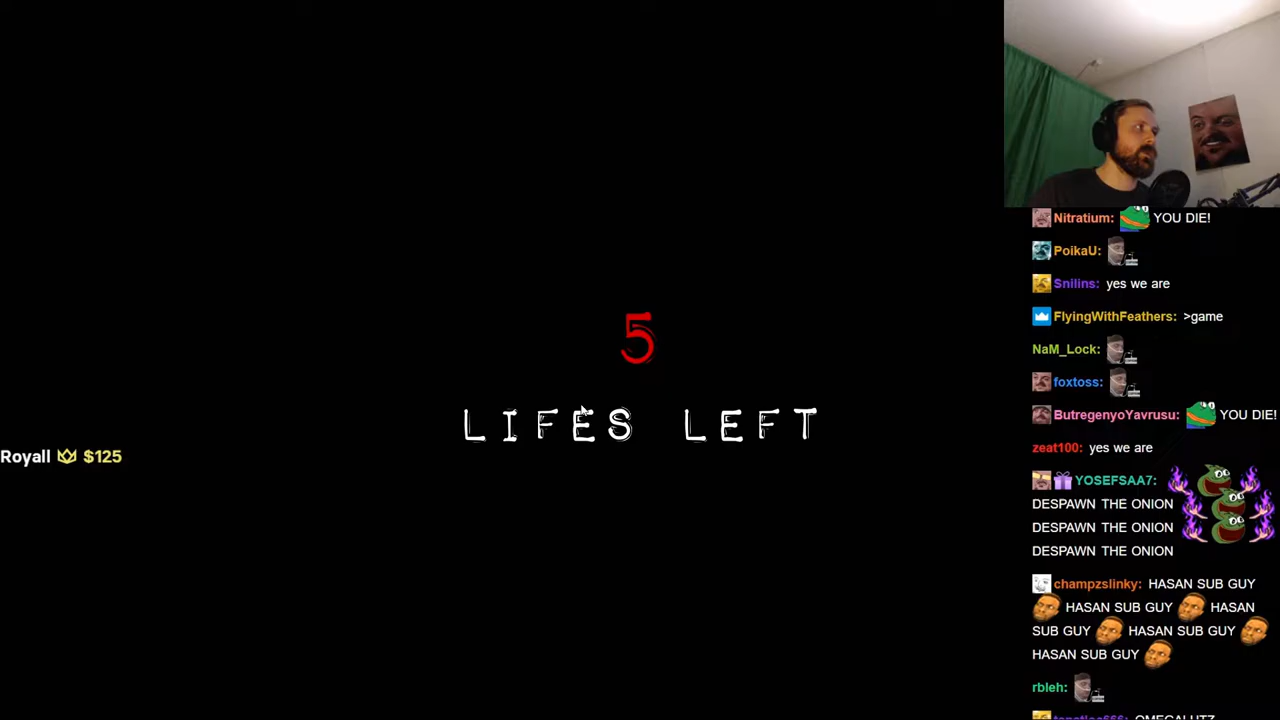 5
LIFES LEFT
Royall $125
Nitratium: YOU DIE!
PoikaU:
Snilins: yes we are
FlyingWithFeathers: >game
NaM_Lock:
foxtoss:
ButregenyoYavrusu: YOU DIE!
zeat100: yes we are
YOSEFSAA7:
DESPAWN THE ONION
DESPAWN THE ONION
DESPAWN THE ONION
champzslinky: HASAN SUB GUY
HASAN SUB GUY HASAN
SUB GUY HASAN SUB GUY
HASAN SUB GUY
rbleh: